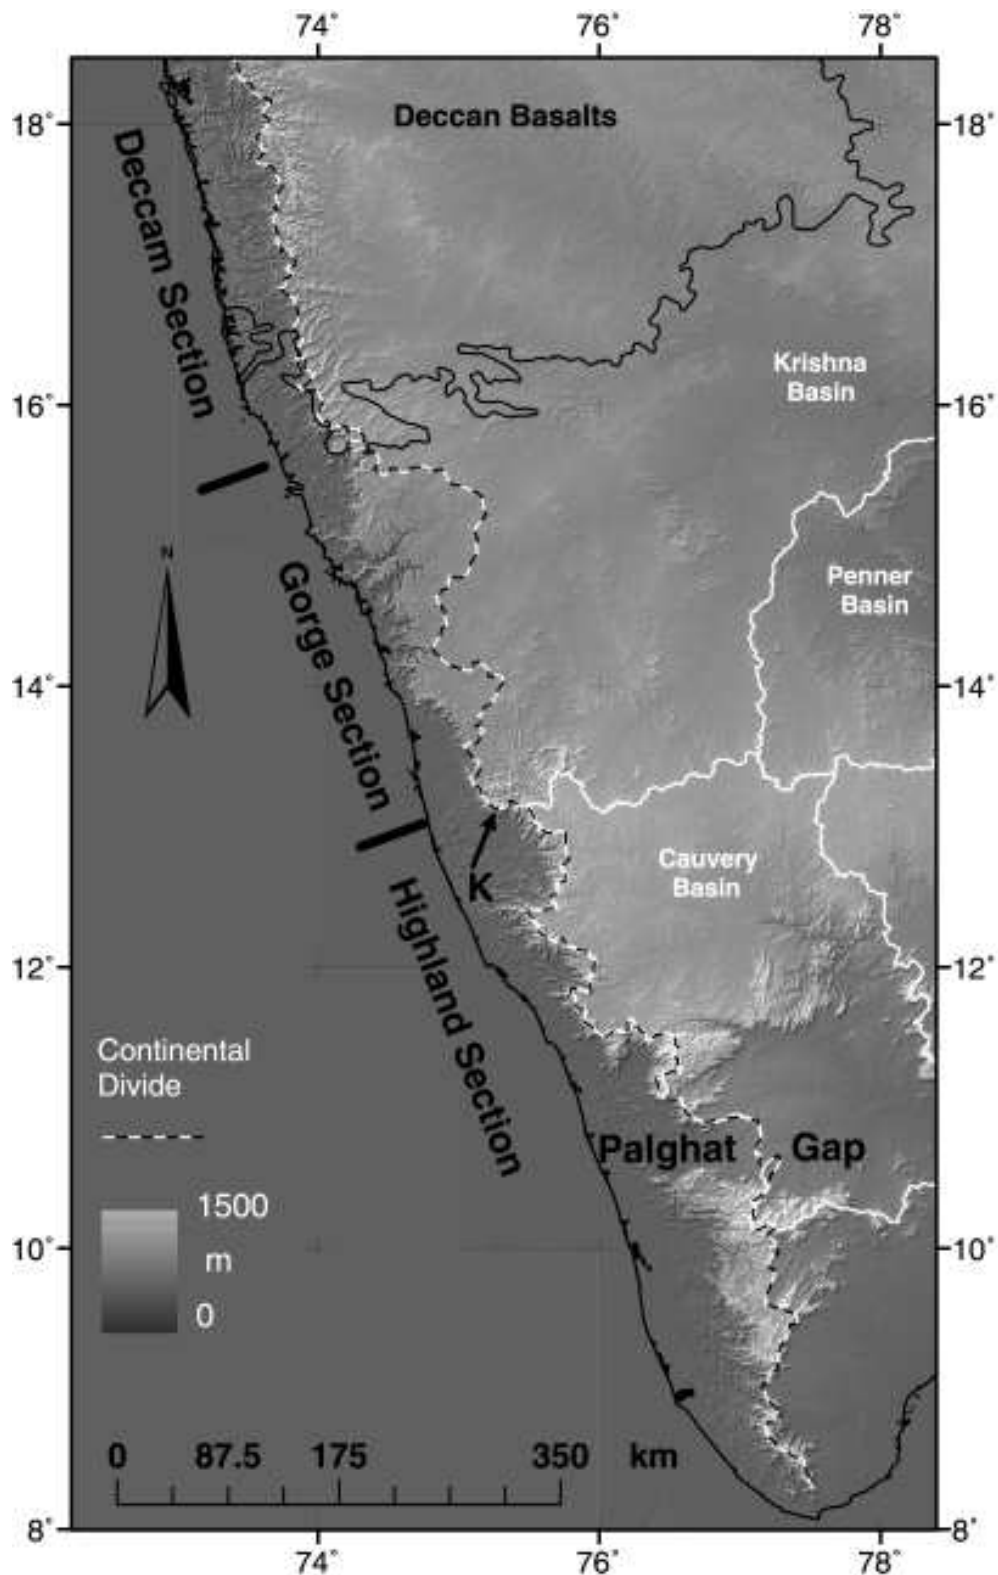 74°
76°
78°
18°
Deccan Basalts
18°
Deccam Section
16°
Krishna
Basin
16°
N
Gorge Section
Penner
Basin
14°
14°
K
Cauvery
Basin
Highland Section
12°
12°
Continental
Divide
Palghat Gap
1500
m
0
10°
10°
0 87.5 175 350 km
8°
8°
74°
76°
78°